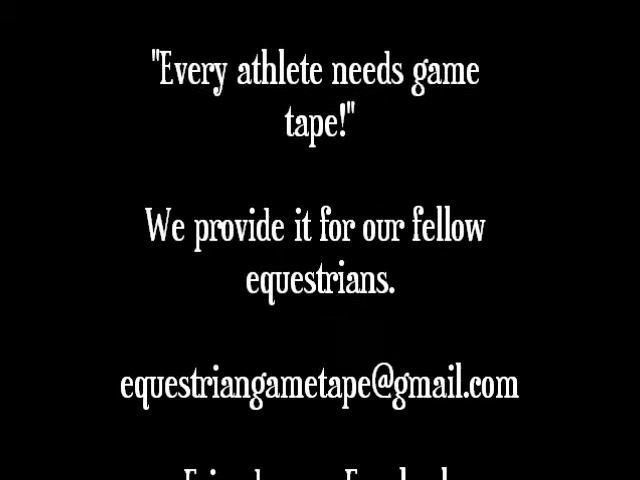 "Every athlete needs game
tape!"
We provide it for our fellow
equestrians.
equestriangametape@gmail.com